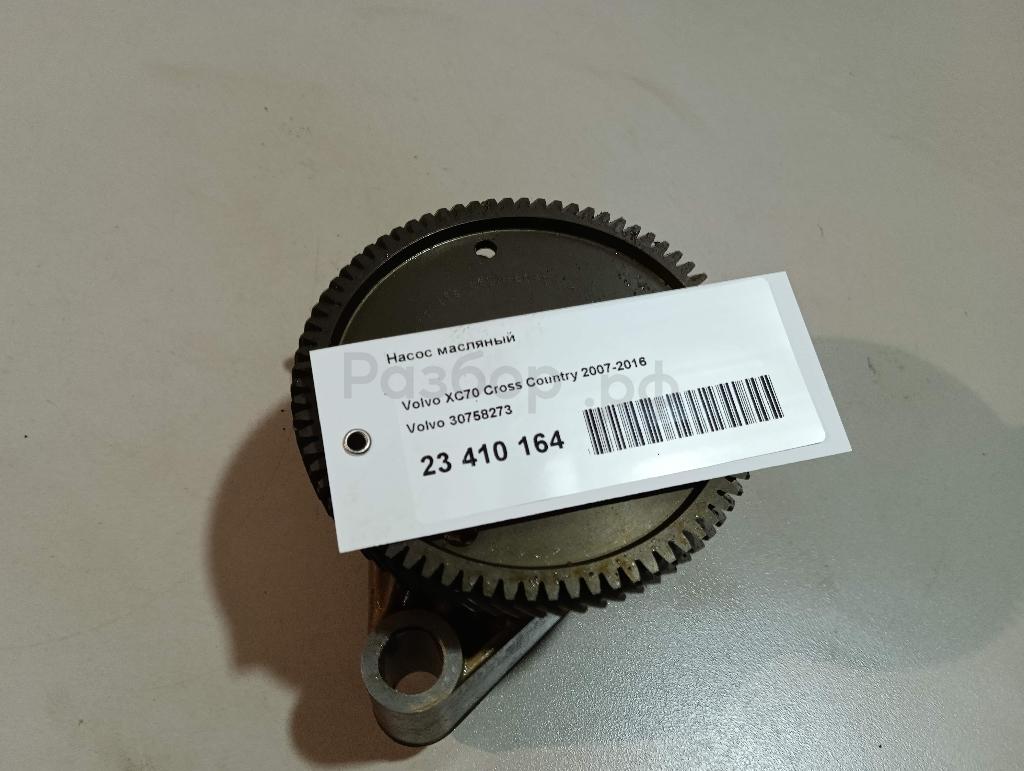 Насос масляный
Разбор.рф
Volvo XC70 Cross Country 2007-2016
Volvo 30758273
23 410 164